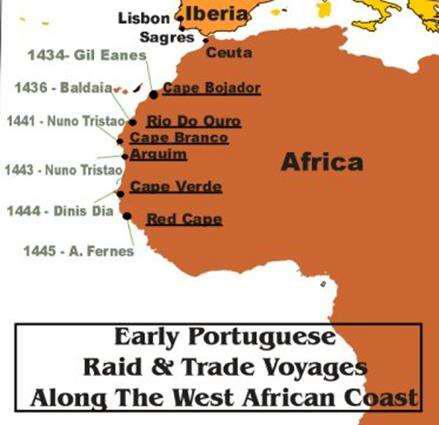 Lisbon
Iberia
Sagres
Ceuta
1434- Gil Eanes
1436 - Baldaia
Cape Bojador
1441 - Nuno Tristao
Rio Do Ouro
Cape Branco
Arguim
Africa
1443 - Nuno Tristao
Cape Verde
1444 - Dinis Dia
Red Cape
1445 - A. Fernes
Early Portuguese
Raid & Trade Voyages
Along The West African Coast